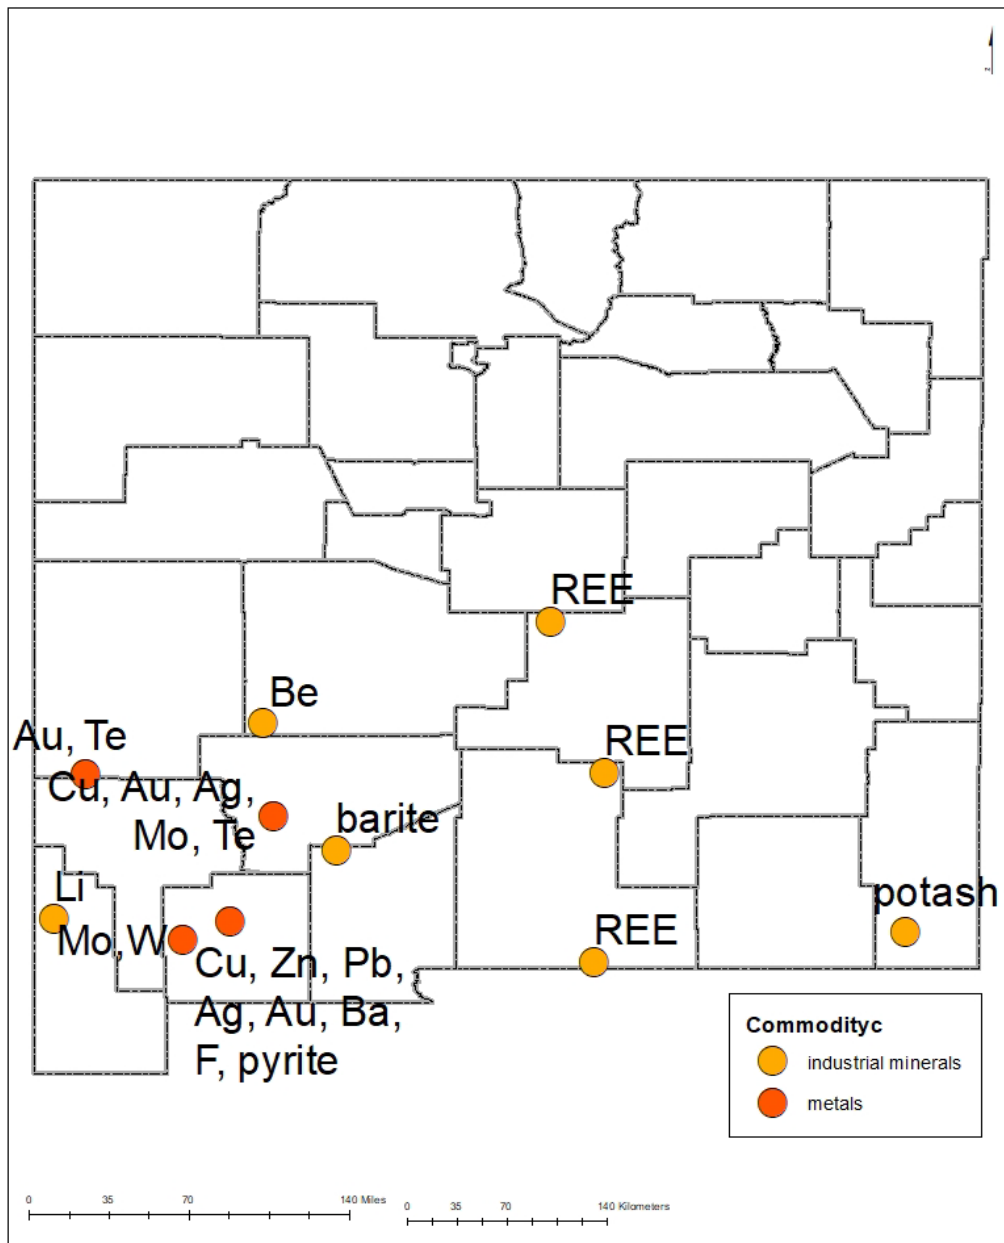 z
REE
Be
Au, Te
REE
Cu, Au, Ag,
Mo, Te
barite
Li
potash
Mo,W
REE
Cu, Zn, Pb,
Ag, Au, Ba,
F, pyrite
Commodityc
industrial minerals
metals
0 35 70 140 Miles
0 35 70 140 Kilometers